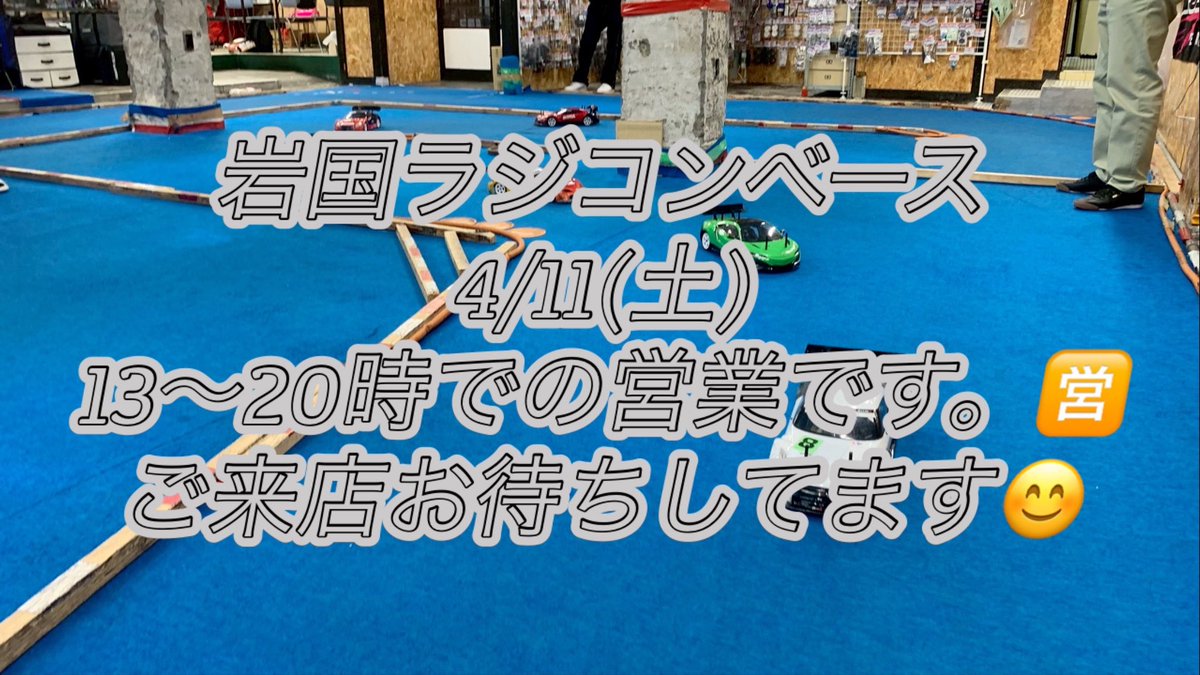 岩国ラジコンベース
4/11(土)
13〜20時での営業です。🈺
ご来店お待ちしてます😊
8